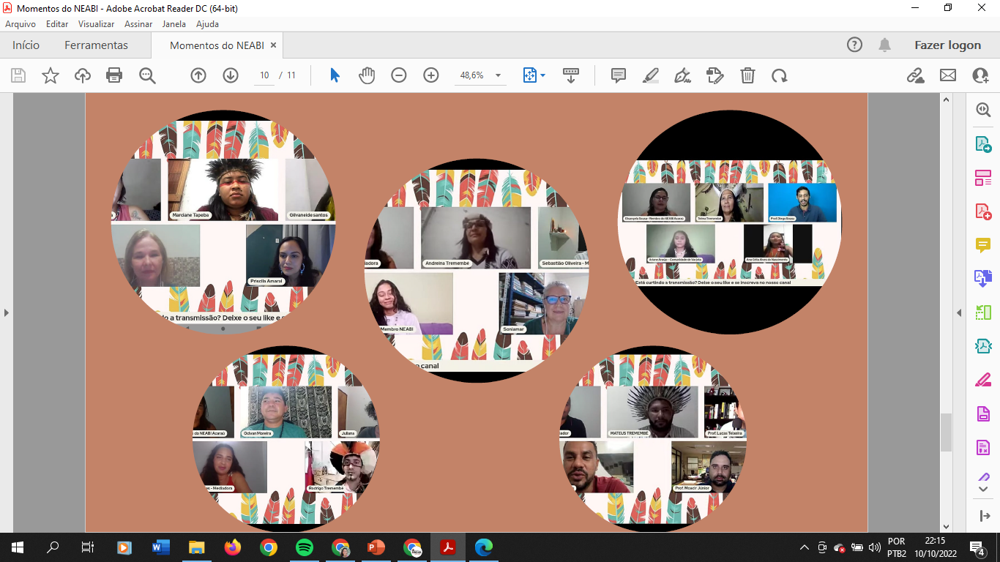 Momentos do NEABI - Adobe Acrobat Reader DC (64-bit)
Arquivo Editar Visualizar Assinar Janela Ajuda
Início Ferramentas Momentos do NEABI × Fazer logon
10 / 11 48,6%
Marciane Tapeba Gilvaneide santos
Priscila Amaral
do a transmissão? Deixe o seu like e s
iadora Andreina Tremembé Sebastião Oliveira - M
Membro NEABI Soniamar
o canal
Elisangela Sousa - Membro do NEABI Acaraú Telma Tremembé Prof. Diego Sousa
Ariane Araújo - Comunidade de Varjota Ana Célia Alves do Nascimento
Está curtindo a transmissão? Deixe o seu like e se inscreva no nosso canal
do NEABI Acaraú Ocivan Moreira Juliana
es - Mediadora Rodrigo Tremembé
iador MATEUS TREMEMBÉ Prof. Lucas Teixeira
Prof. Moacir Júnior
POR 22:15
PTB2 10/10/2022 4